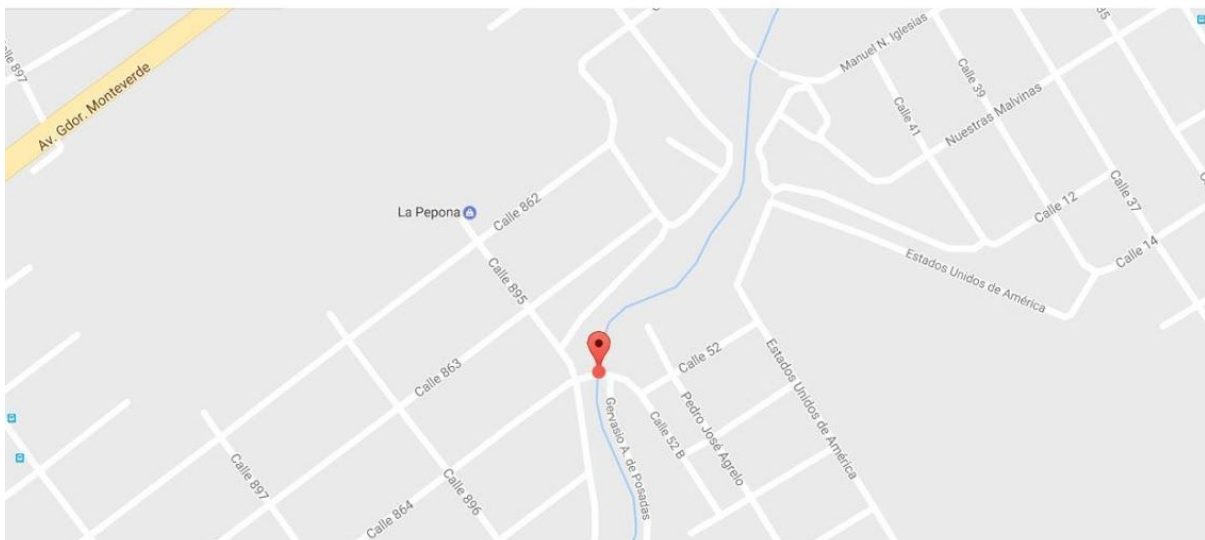 Calle 897
Av. Gdor. Monteverde
Manuel N. Iglesias
Calle 39
Calle 41
Nuestras Malvinas
La Pepona
Calle 862
Calle 12
Calle 37
Calle 14
Estados Unidos de América
Calle 895
Calle 863
Calle 52
Estados Unidos de América
Pedro José Agrelo
Gervasio A. de Posadas
Calle 52 B
Calle 897
Calle 896
Calle 864